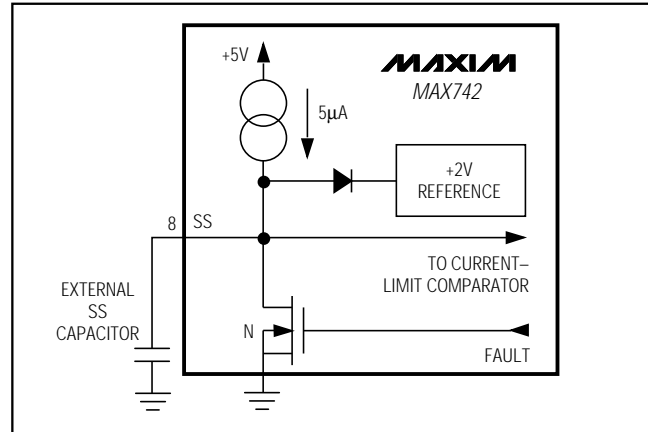 +5V
MAXIM
MAX742
5µA
+2V
REFERENCE
8
SS
TO CURRENT–
LIMIT COMPARATOR
EXTERNAL
SS
CAPACITOR
N
FAULT